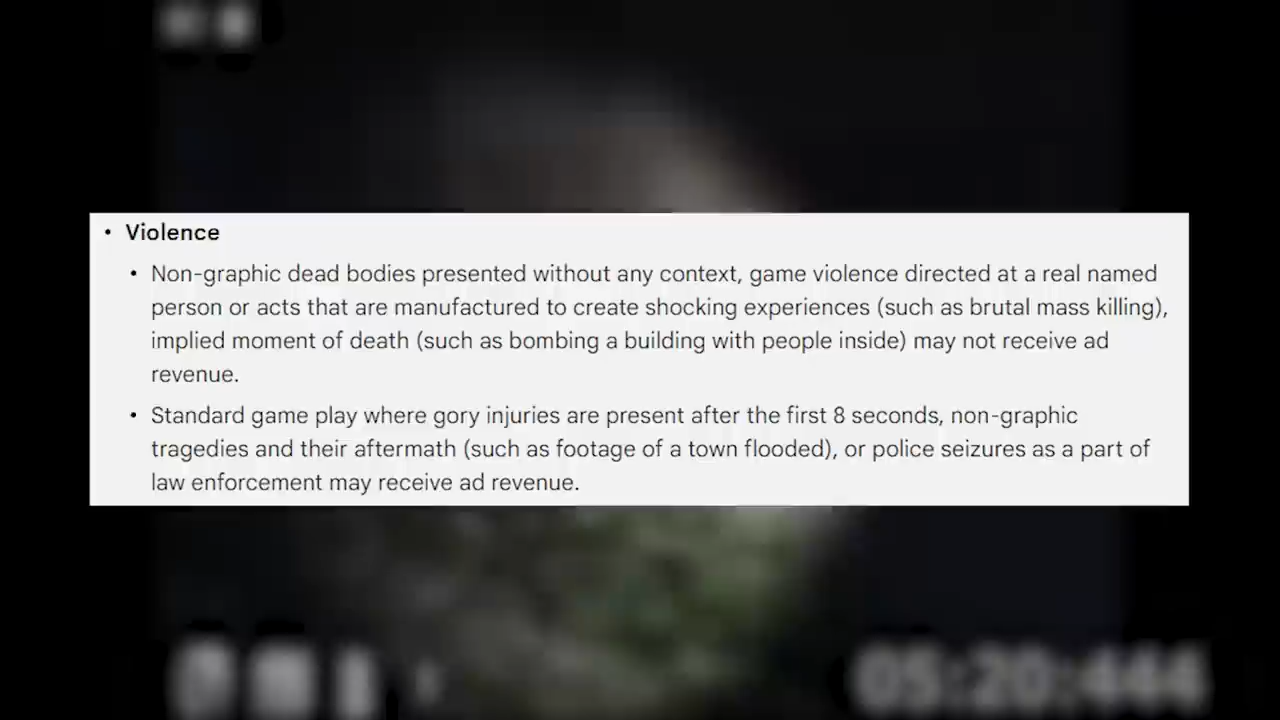 • Violence
• Non-graphic dead bodies presented without any context, game violence directed at a real named
person or acts that are manufactured to create shocking experiences (such as brutal mass killing),
implied moment of death (such as bombing a building with people inside) may not receive ad
revenue.
• Standard game play where gory injuries are present after the first 8 seconds, non-graphic
tragedies and their aftermath (such as footage of a town flooded), or police seizures as a part of
law enforcement may receive ad revenue.
05:20:444